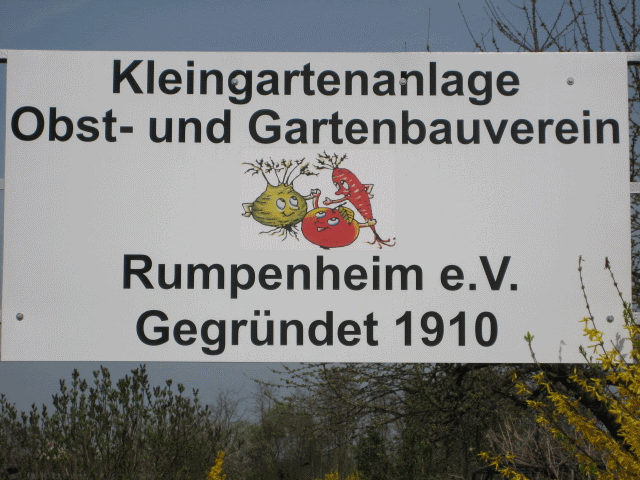 Kleingartenanlage
Obst- und Gartenbauverein
Rumpenheim e.V.
Gegründet 1910